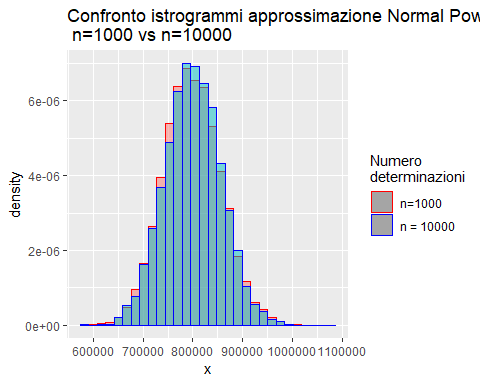 Confronto istrogrammi approssimazione Normal Pow
n=1000 vs n=10000
density
6e-06
4e-06
2e-06
0e+00
600000 700000 800000 900000 1000000 1100000
x
Numero
determinazioni
n=1000
n = 10000